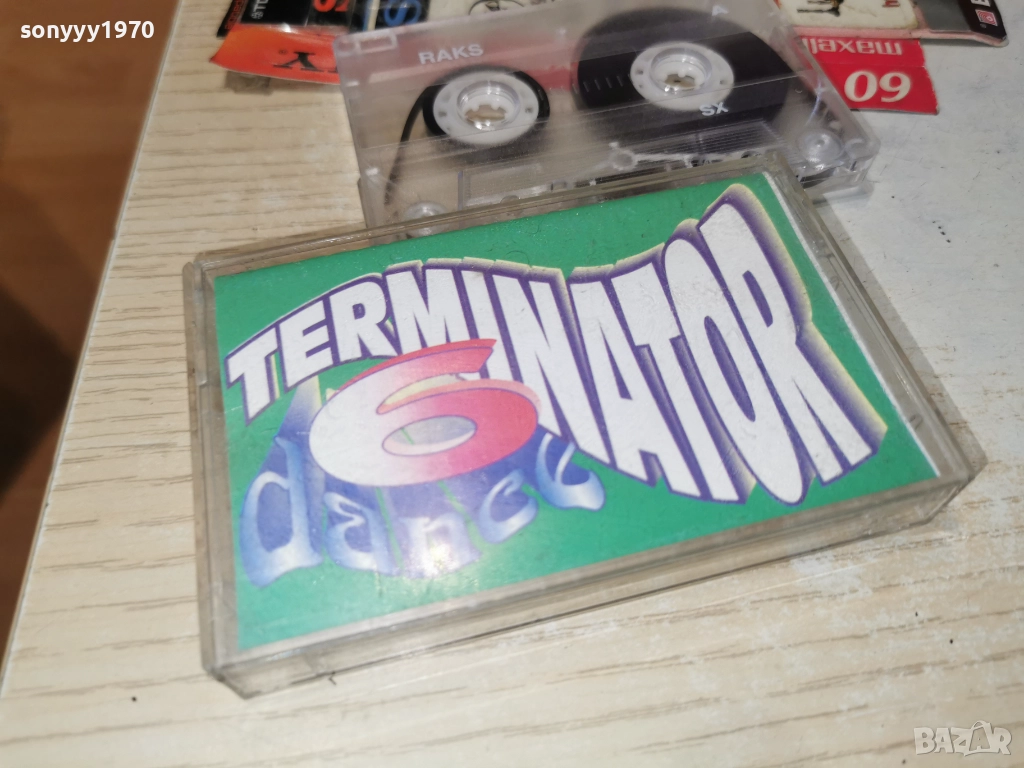 sonyyy1970
RAKS
A
SX
maxell
60
TERMINATOR
6
dance
BAZAR